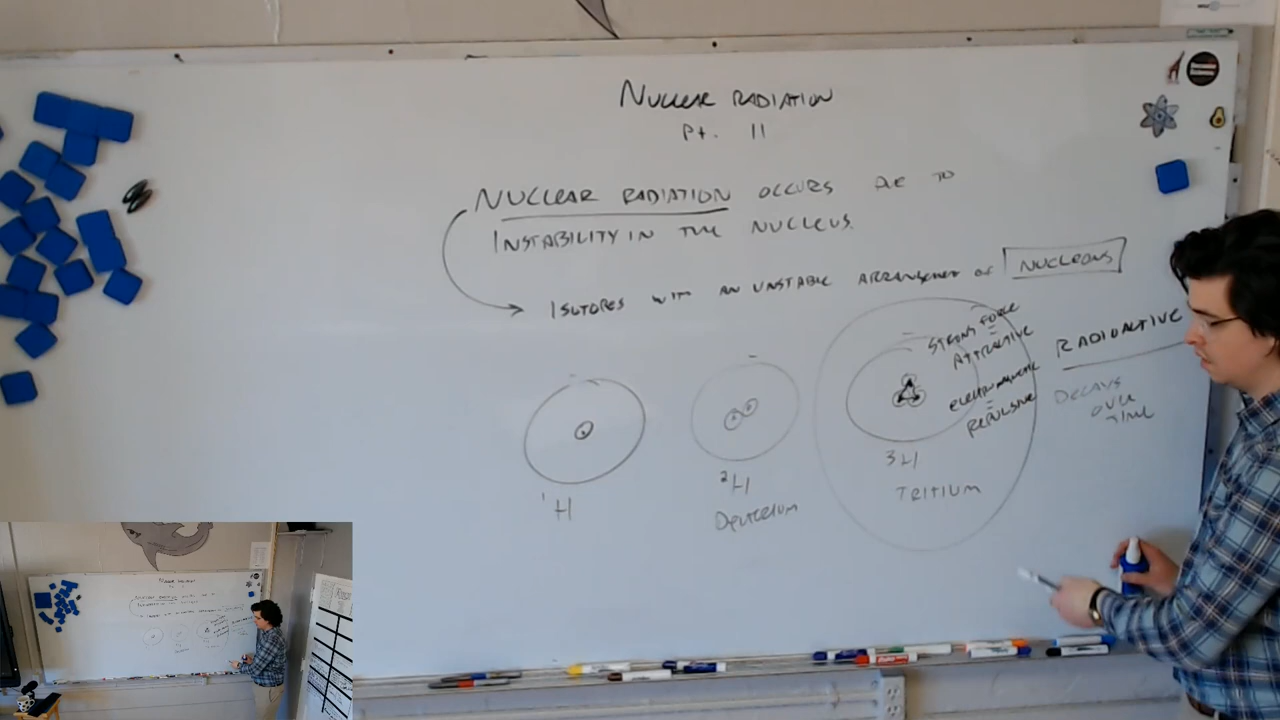 NUCLEAR RADIATION
Pt. II
NUCLEAR RADIATION OCCURS DUE TO
INSTABILITY IN THE NUCLEUS.
ISOTOPES WITH AN UNSTABLE ARRANGEMENT OF NUCLEONS
STRONG FORCE
=
ATTRACTIVE
ELECTROMAGNETIC
=
REPULSIVE
RADIOACTIVE
DECAYS
OVER
TIME
¹H
²H
DEUTERIUM
³H
TRITIUM